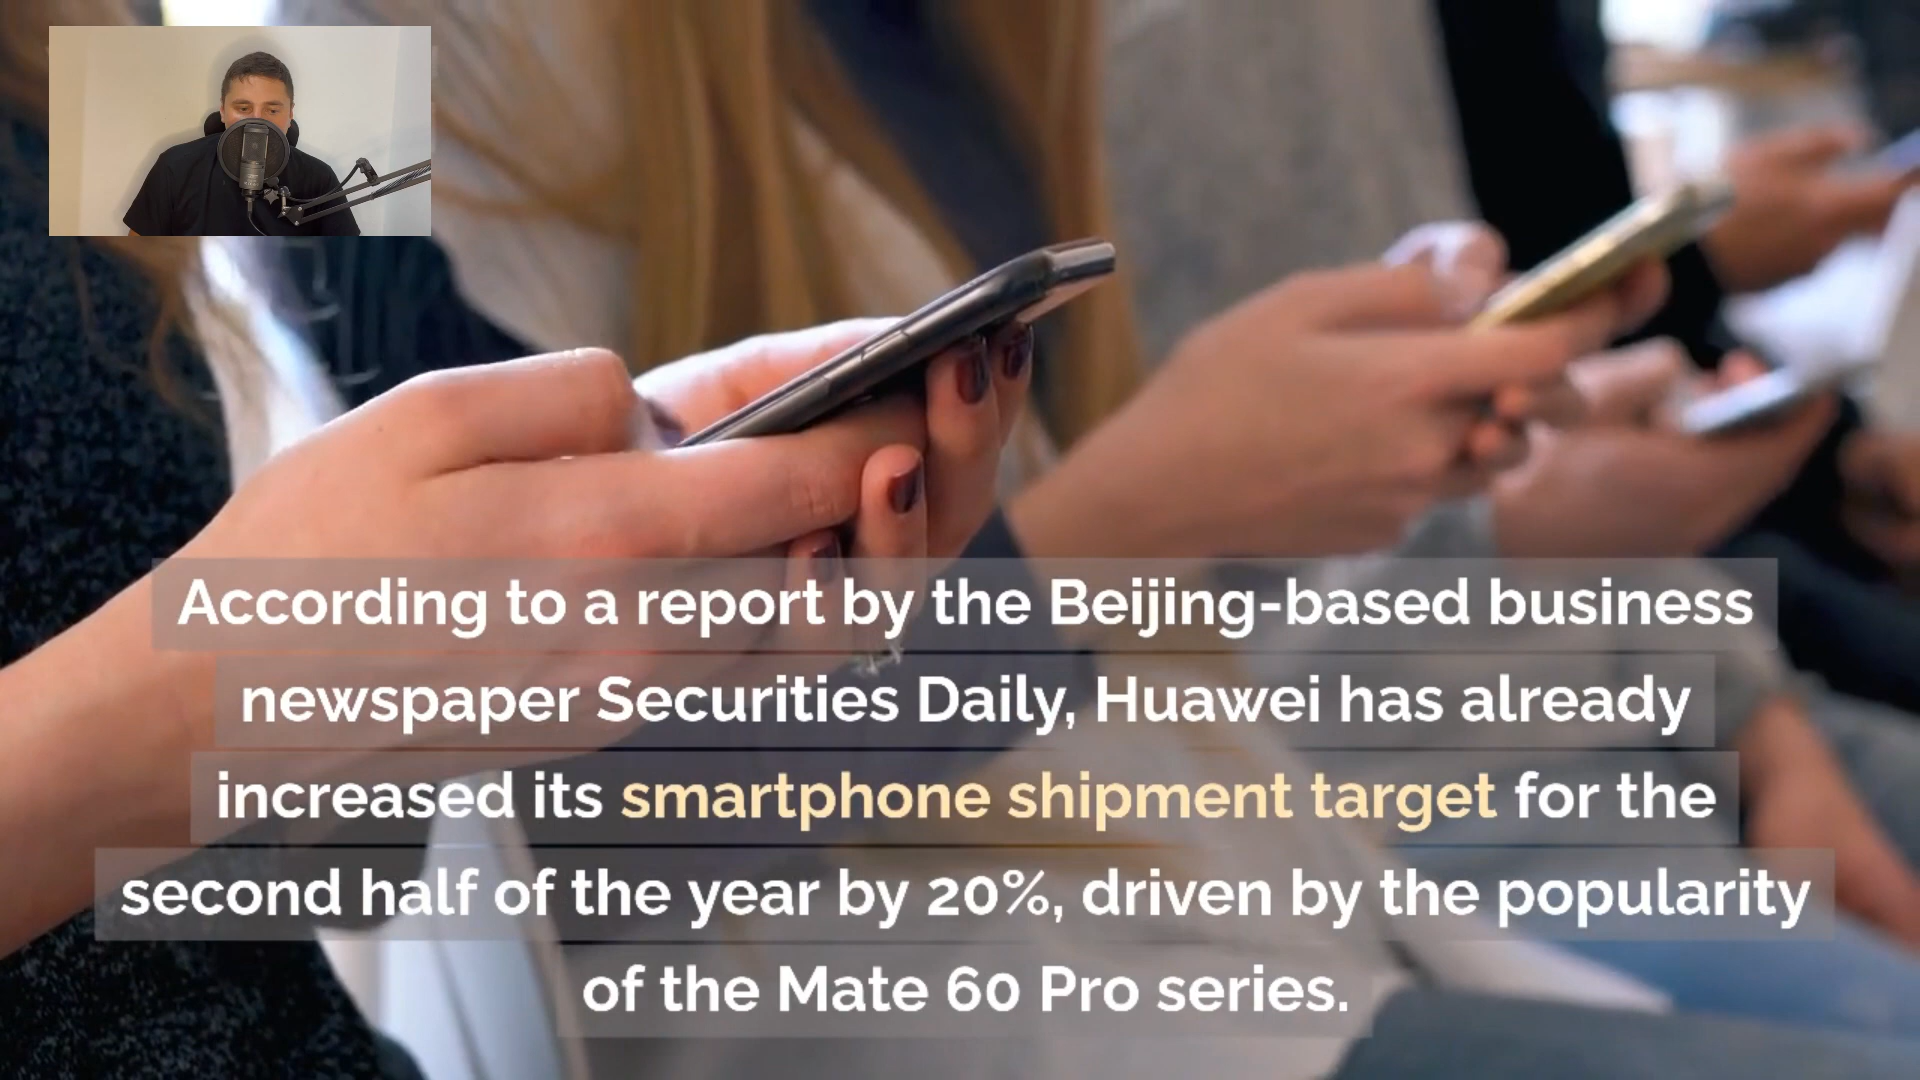 According to a report by the Beijing-based business
newspaper Securities Daily, Huawei has already
increased its smartphone shipment target for the
second half of the year by 20%, driven by the popularity
of the Mate 60 Pro series.